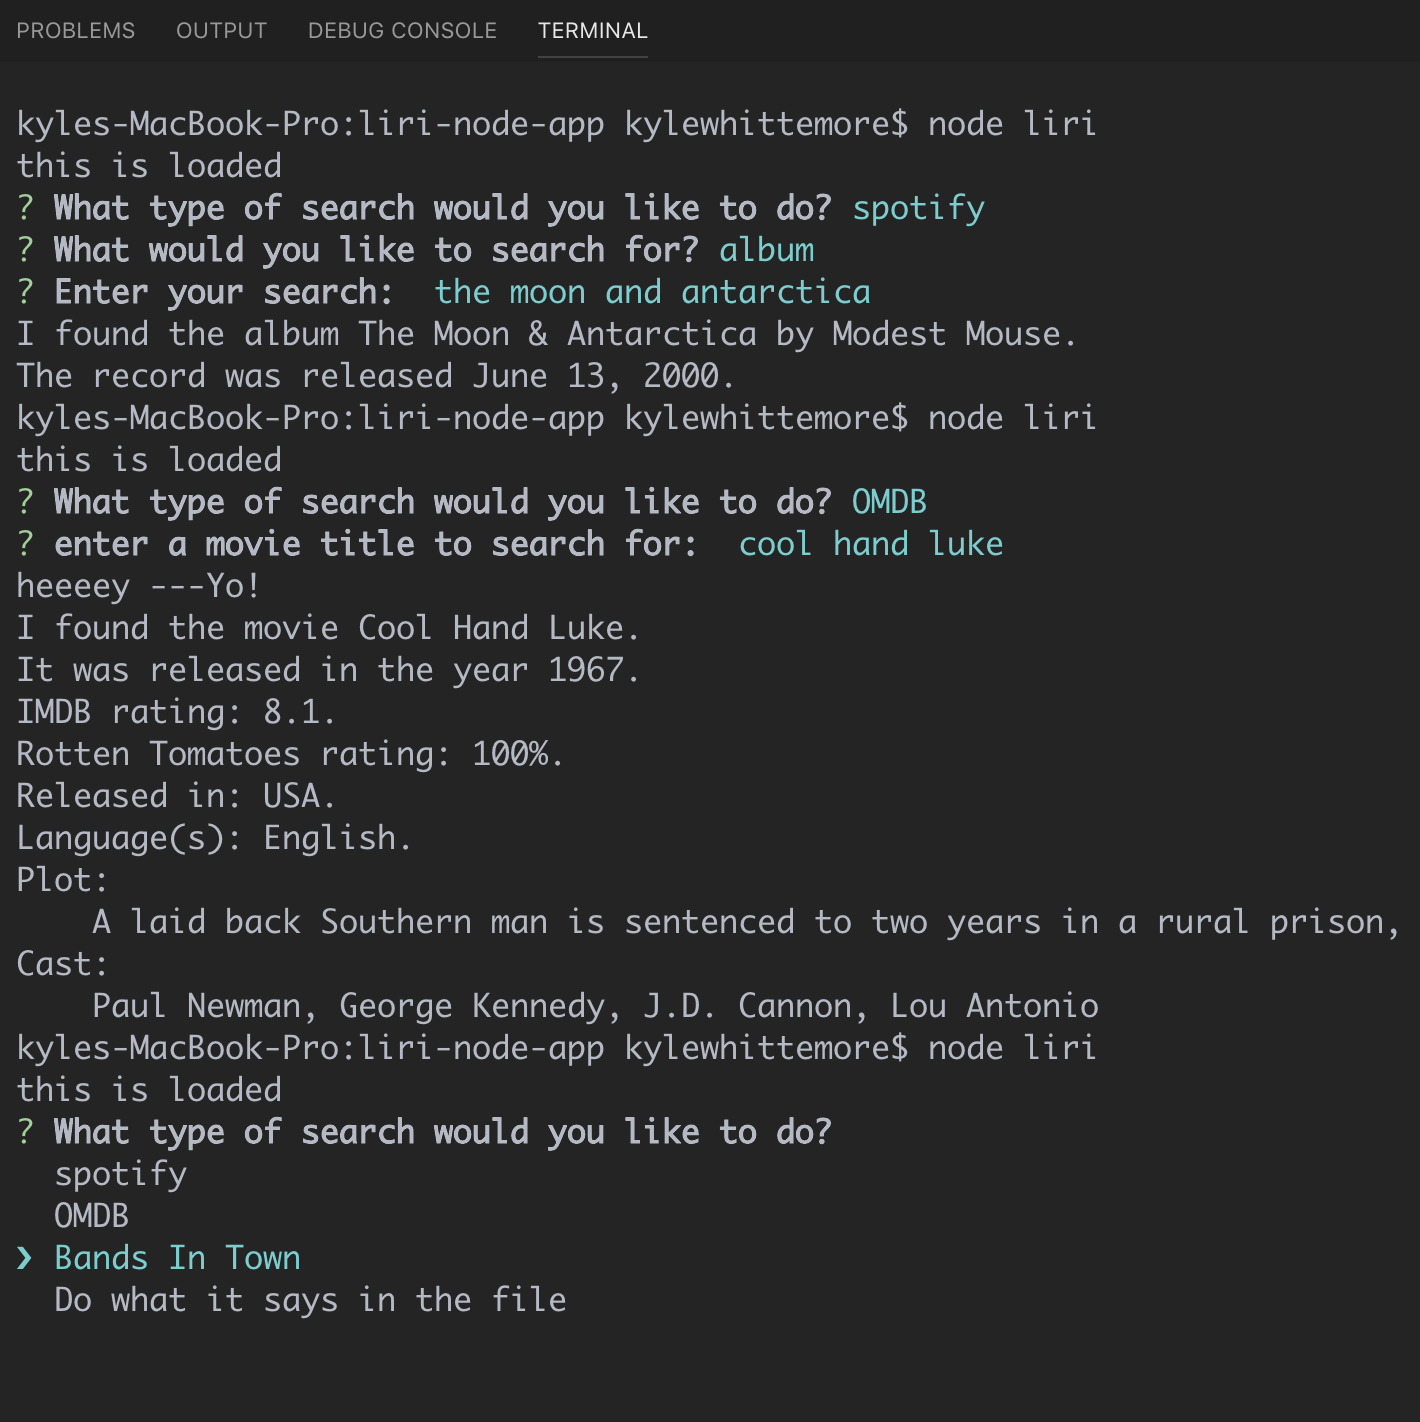 PROBLEMS OUTPUT DEBUG CONSOLE TERMINAL
kyles-MacBook-Pro:liri-node-app kylewhittemore$ node liri
this is loaded
? What type of search would you like to do? spotify
? What would you like to search for? album
? Enter your search:  the moon and antarctica
I found the album The Moon & Antarctica by Modest Mouse.
The record was released June 13, 2000.
kyles-MacBook-Pro:liri-node-app kylewhittemore$ node liri
this is loaded
? What type of search would you like to do? OMDB
? enter a movie title to search for:  cool hand luke
heeeey ---Yo!
I found the movie Cool Hand Luke.
It was released in the year 1967.
IMDB rating: 8.1.
Rotten Tomatoes rating: 100%.
Released in: USA.
Language(s): English.
Plot:
    A laid back Southern man is sentenced to two years in a rural prison,
Cast:
    Paul Newman, George Kennedy, J.D. Cannon, Lou Antonio
kyles-MacBook-Pro:liri-node-app kylewhittemore$ node liri
this is loaded
? What type of search would you like to do?
  spotify
  OMDB
❯ Bands In Town
  Do what it says in the file